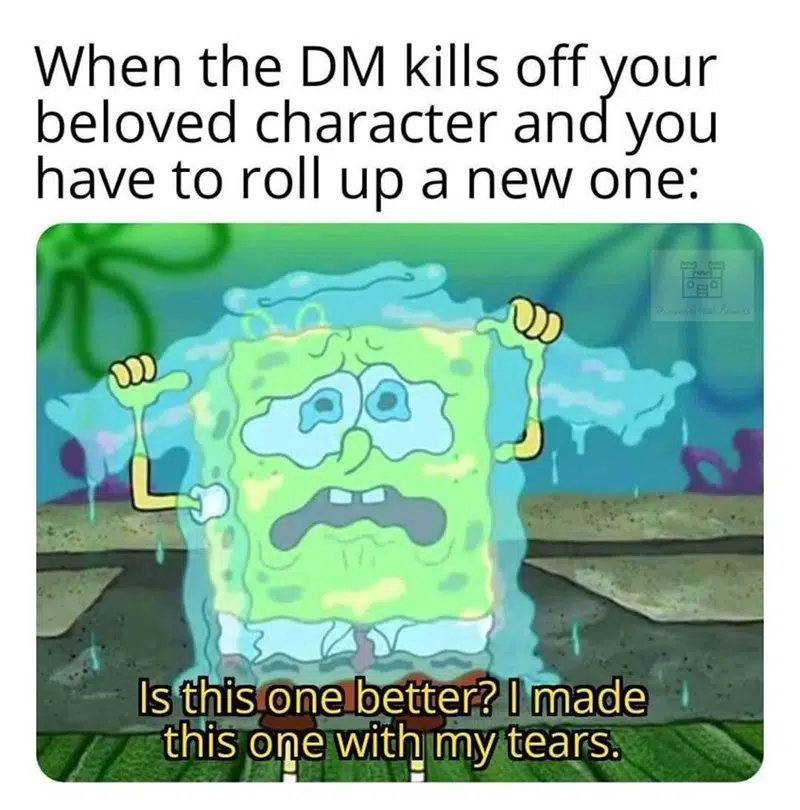 When the DM kills off your
beloved character and you
have to roll up a new one:
Is this one better? I made
this one with my tears.